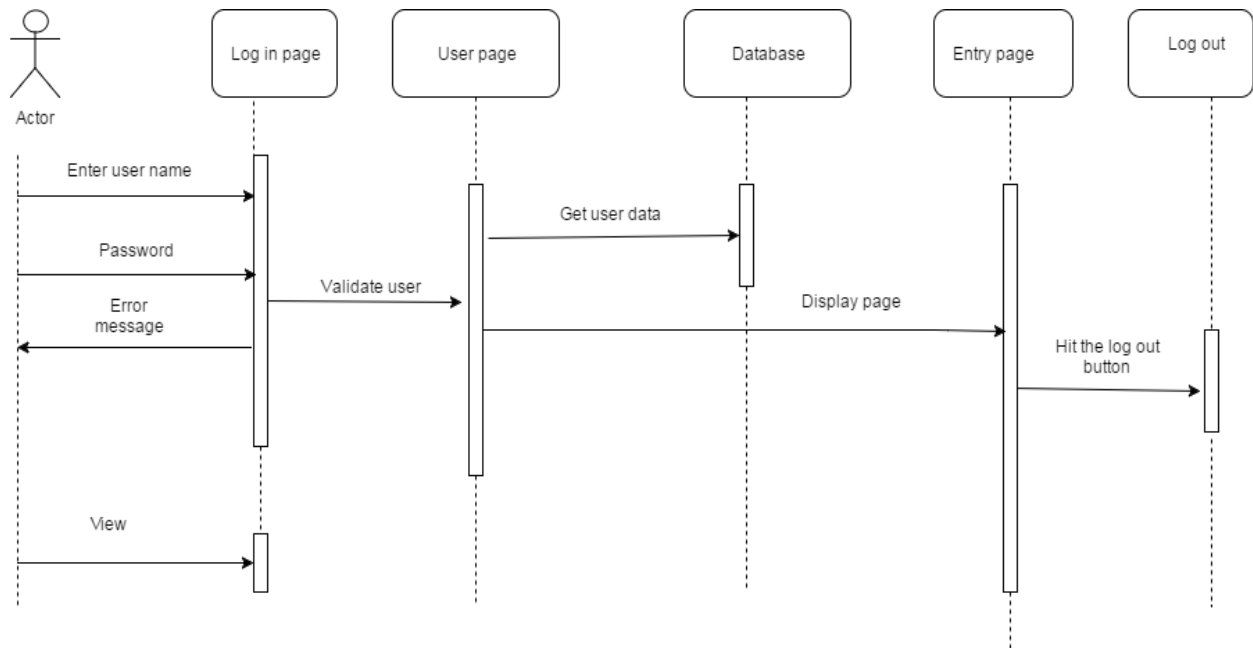 Log in page
User page
Database
Entry page
Log out
Actor
Enter user name
Get user data
Password
Validate user
Error
message
Display page
Hit the log out
button
View